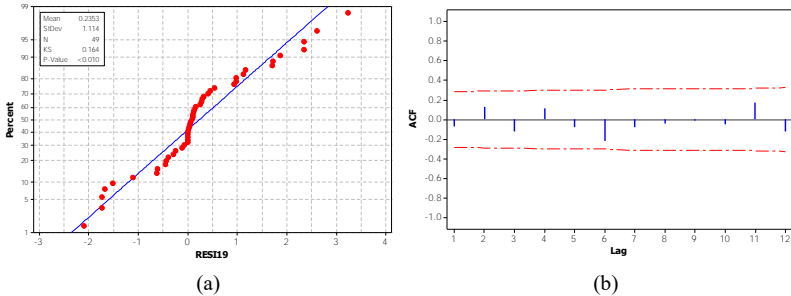 Mean 0.2353
StDev 1.114
N 49
KS 0.164
P-Value <0.010
Percent
99
95
90
80
70
60
50
40
30
20
10
5
1
-3 -2 -1 0 1 2 3 4
RESI19
(a)
ACF
1.0
0.8
0.6
0.4
0.2
0.0
-0.2
-0.4
-0.6
-0.8
-1.0
1 2 3 4 5 6 7 8 9 10 11 12
Lag
(b)